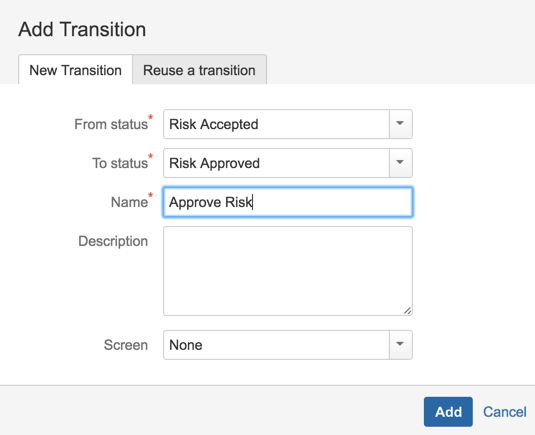 Add Transition
New Transition
Reuse a transition
From status*
Risk Accepted
To status*
Risk Approved
Name*
Approve Risk
Description
Screen
None
Add
Cancel